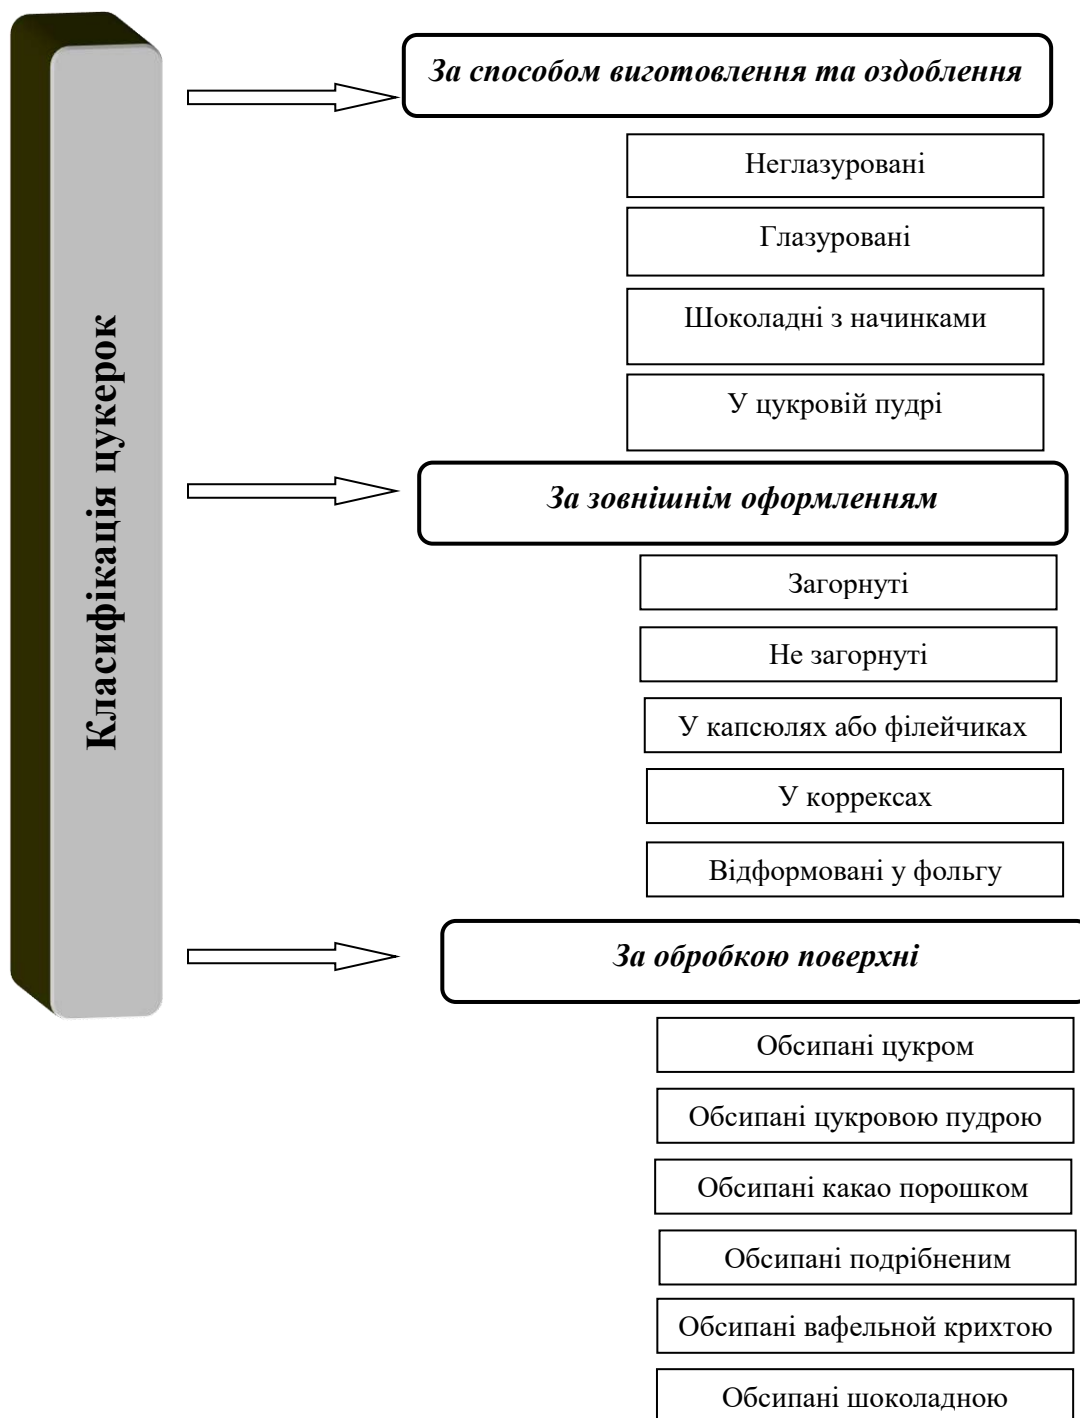 Класифікація цукерок
За способом виготовлення та оздоблення
Неглазуровані
Глазуровані
Шоколадні з начинками
У цукровій пудрі
За зовнішнім оформленням
Загорнуті
Не загорнуті
У капсюлях або філейчиках
У коррексах
Відформовані у фольгу
За обробкою поверхні
Обсипані цукром
Обсипані цукровою пудрою
Обсипані какао порошком
Обсипані подрібненим
Обсипані вафельной крихтою
Обсипані шоколадною